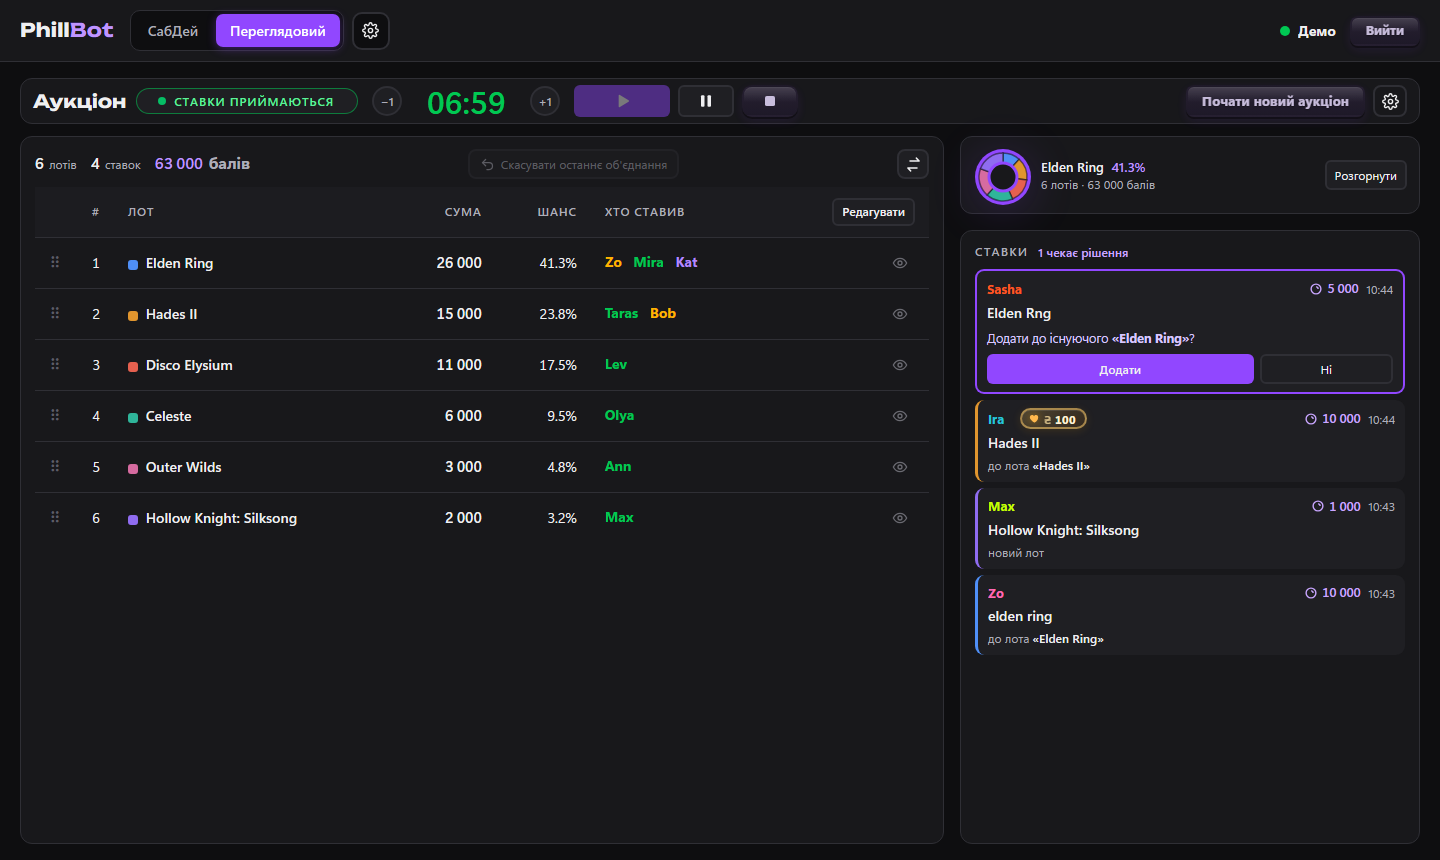 PhillBot СабДей Переглядовий Демо Вийти
Аукціон СТАВКИ ПРИЙМАЮТЬСЯ −1 06:59 +1 Почати новий аукціон
6 лотів 4 ставок 63 000 балів Скасувати останнє об'єднання
# ЛОТ СУМА ШАНС ХТО СТАВИВ Редагувати
1 Elden Ring 26 000 41.3% Zo Mira Kat
2 Hades II 15 000 23.8% Taras Bob
3 Disco Elysium 11 000 17.5% Lev
4 Celeste 6 000 9.5% Olya
5 Outer Wilds 3 000 4.8% Ann
6 Hollow Knight: Silksong 2 000 3.2% Max
Elden Ring 41.3%
6 лотів · 63 000 балів
Розгорнути
СТАВКИ 1 чекає рішення
Sasha 5 000 10:44
Elden Rng
Додати до існуючого «Elden Ring»?
Додати Ні
Ira ₴ 100 10 000 10:44
Hades II
до лота «Hades II»
Max 1 000 10:43
Hollow Knight: Silksong
новий лот
Zo 10 000 10:43
elden ring
до лота «Elden Ring»